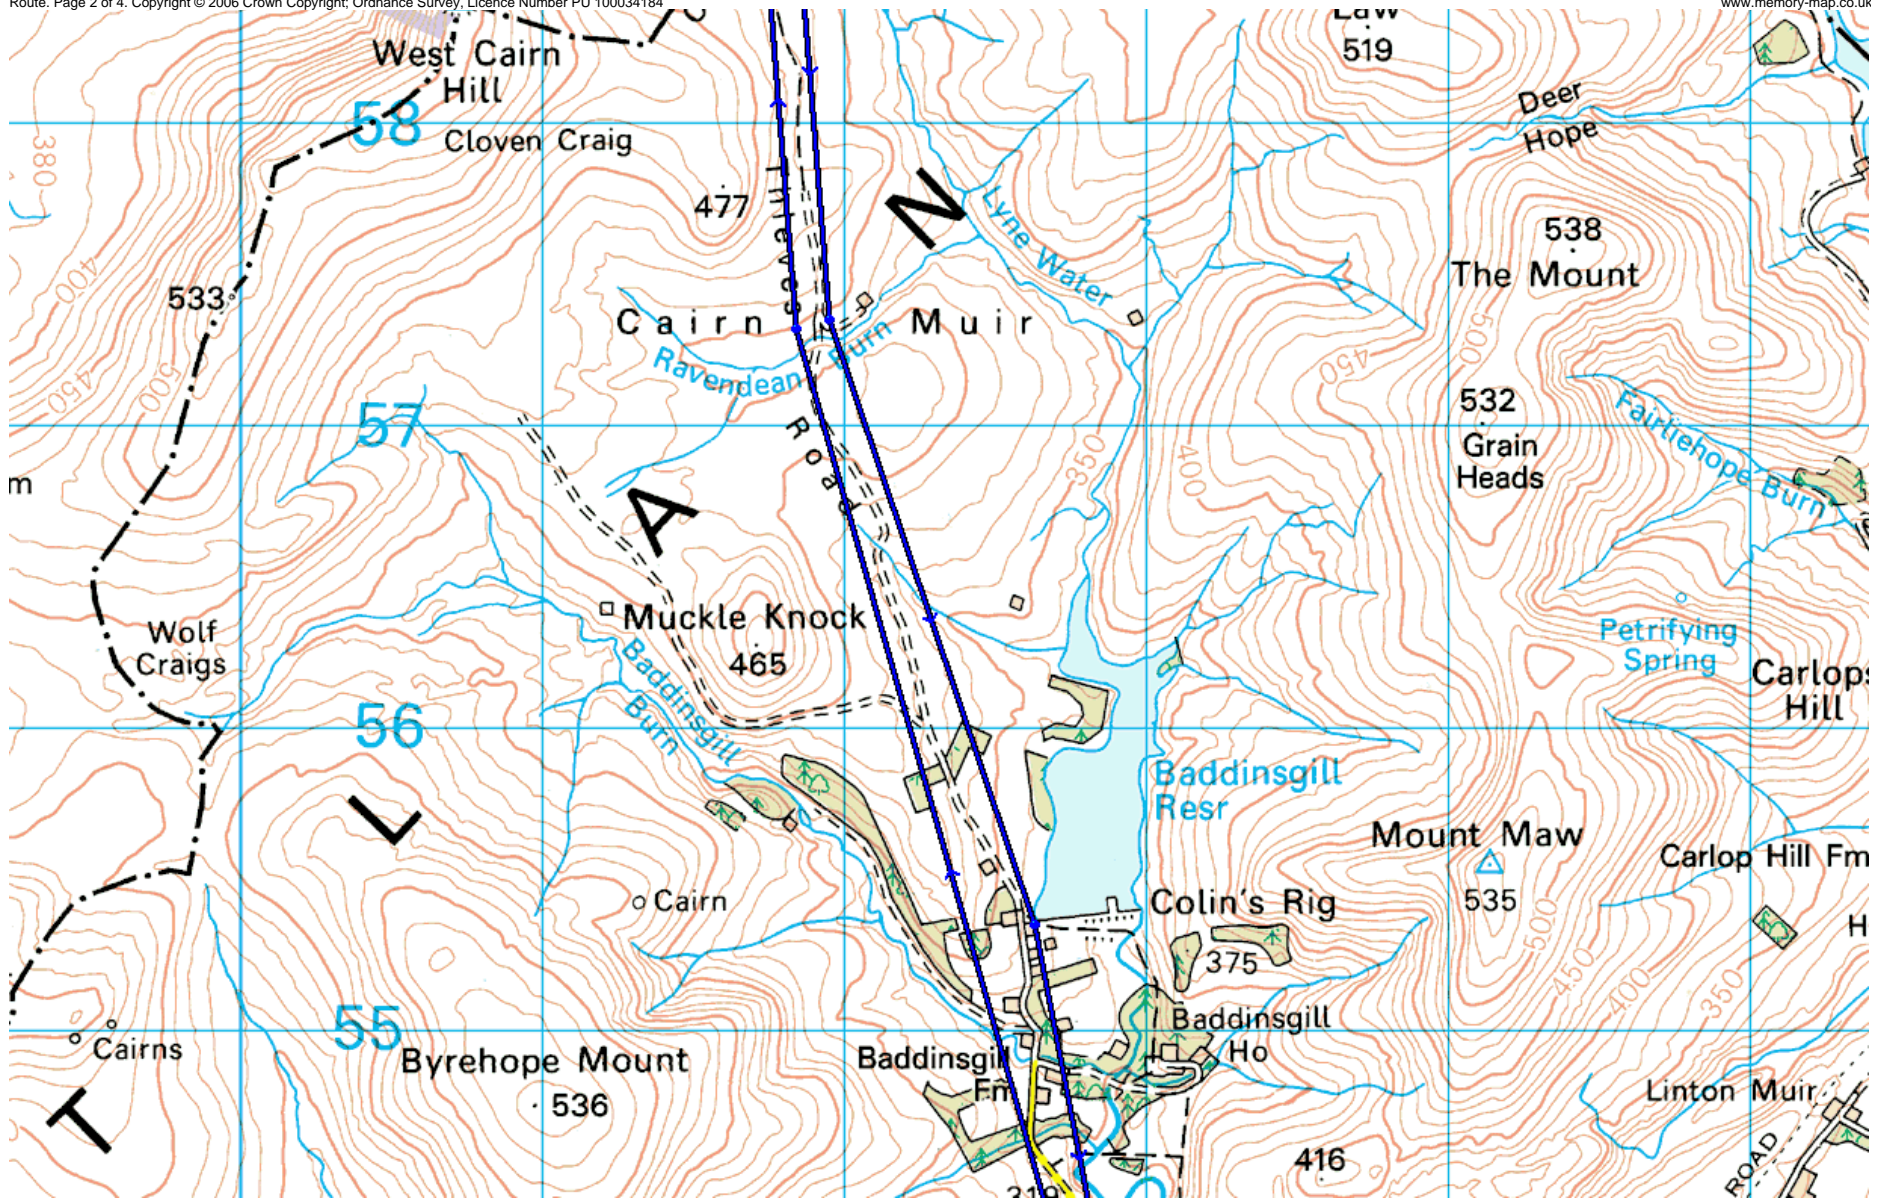 Route. Page 2 of 4. Copyright © 2006 Crown Copyright; Ordnance Survey, Licence Number PU 100034184
www.memory-map.co.uk
West Cairn
Hill
Law
519
58
Cloven Craig
Deer
Hope
380
477
Thieves
N
Lyne Water
538
The Mount
400
533
Cairn Muir
Ravendean Burn
450
500
450
500
57
Road
350
400
532
Grain
Heads
Fairliehope Burn
m
A
Muckle Knock
465
Wolf
Craigs
Petrifying
Spring
Carlops
Hill
Baddinsgill
Burn
56
Baddinsgill
Resr
L
Mount Maw
535
Carlop Hill Fm
Cairn
Colin's Rig
375
H
500
450
400
350
55
Cairns
Byrehope Mount
536
Baddinsgill
Fm
Baddinsgill
Ho
Linton Muir
T
416
ROAD
319